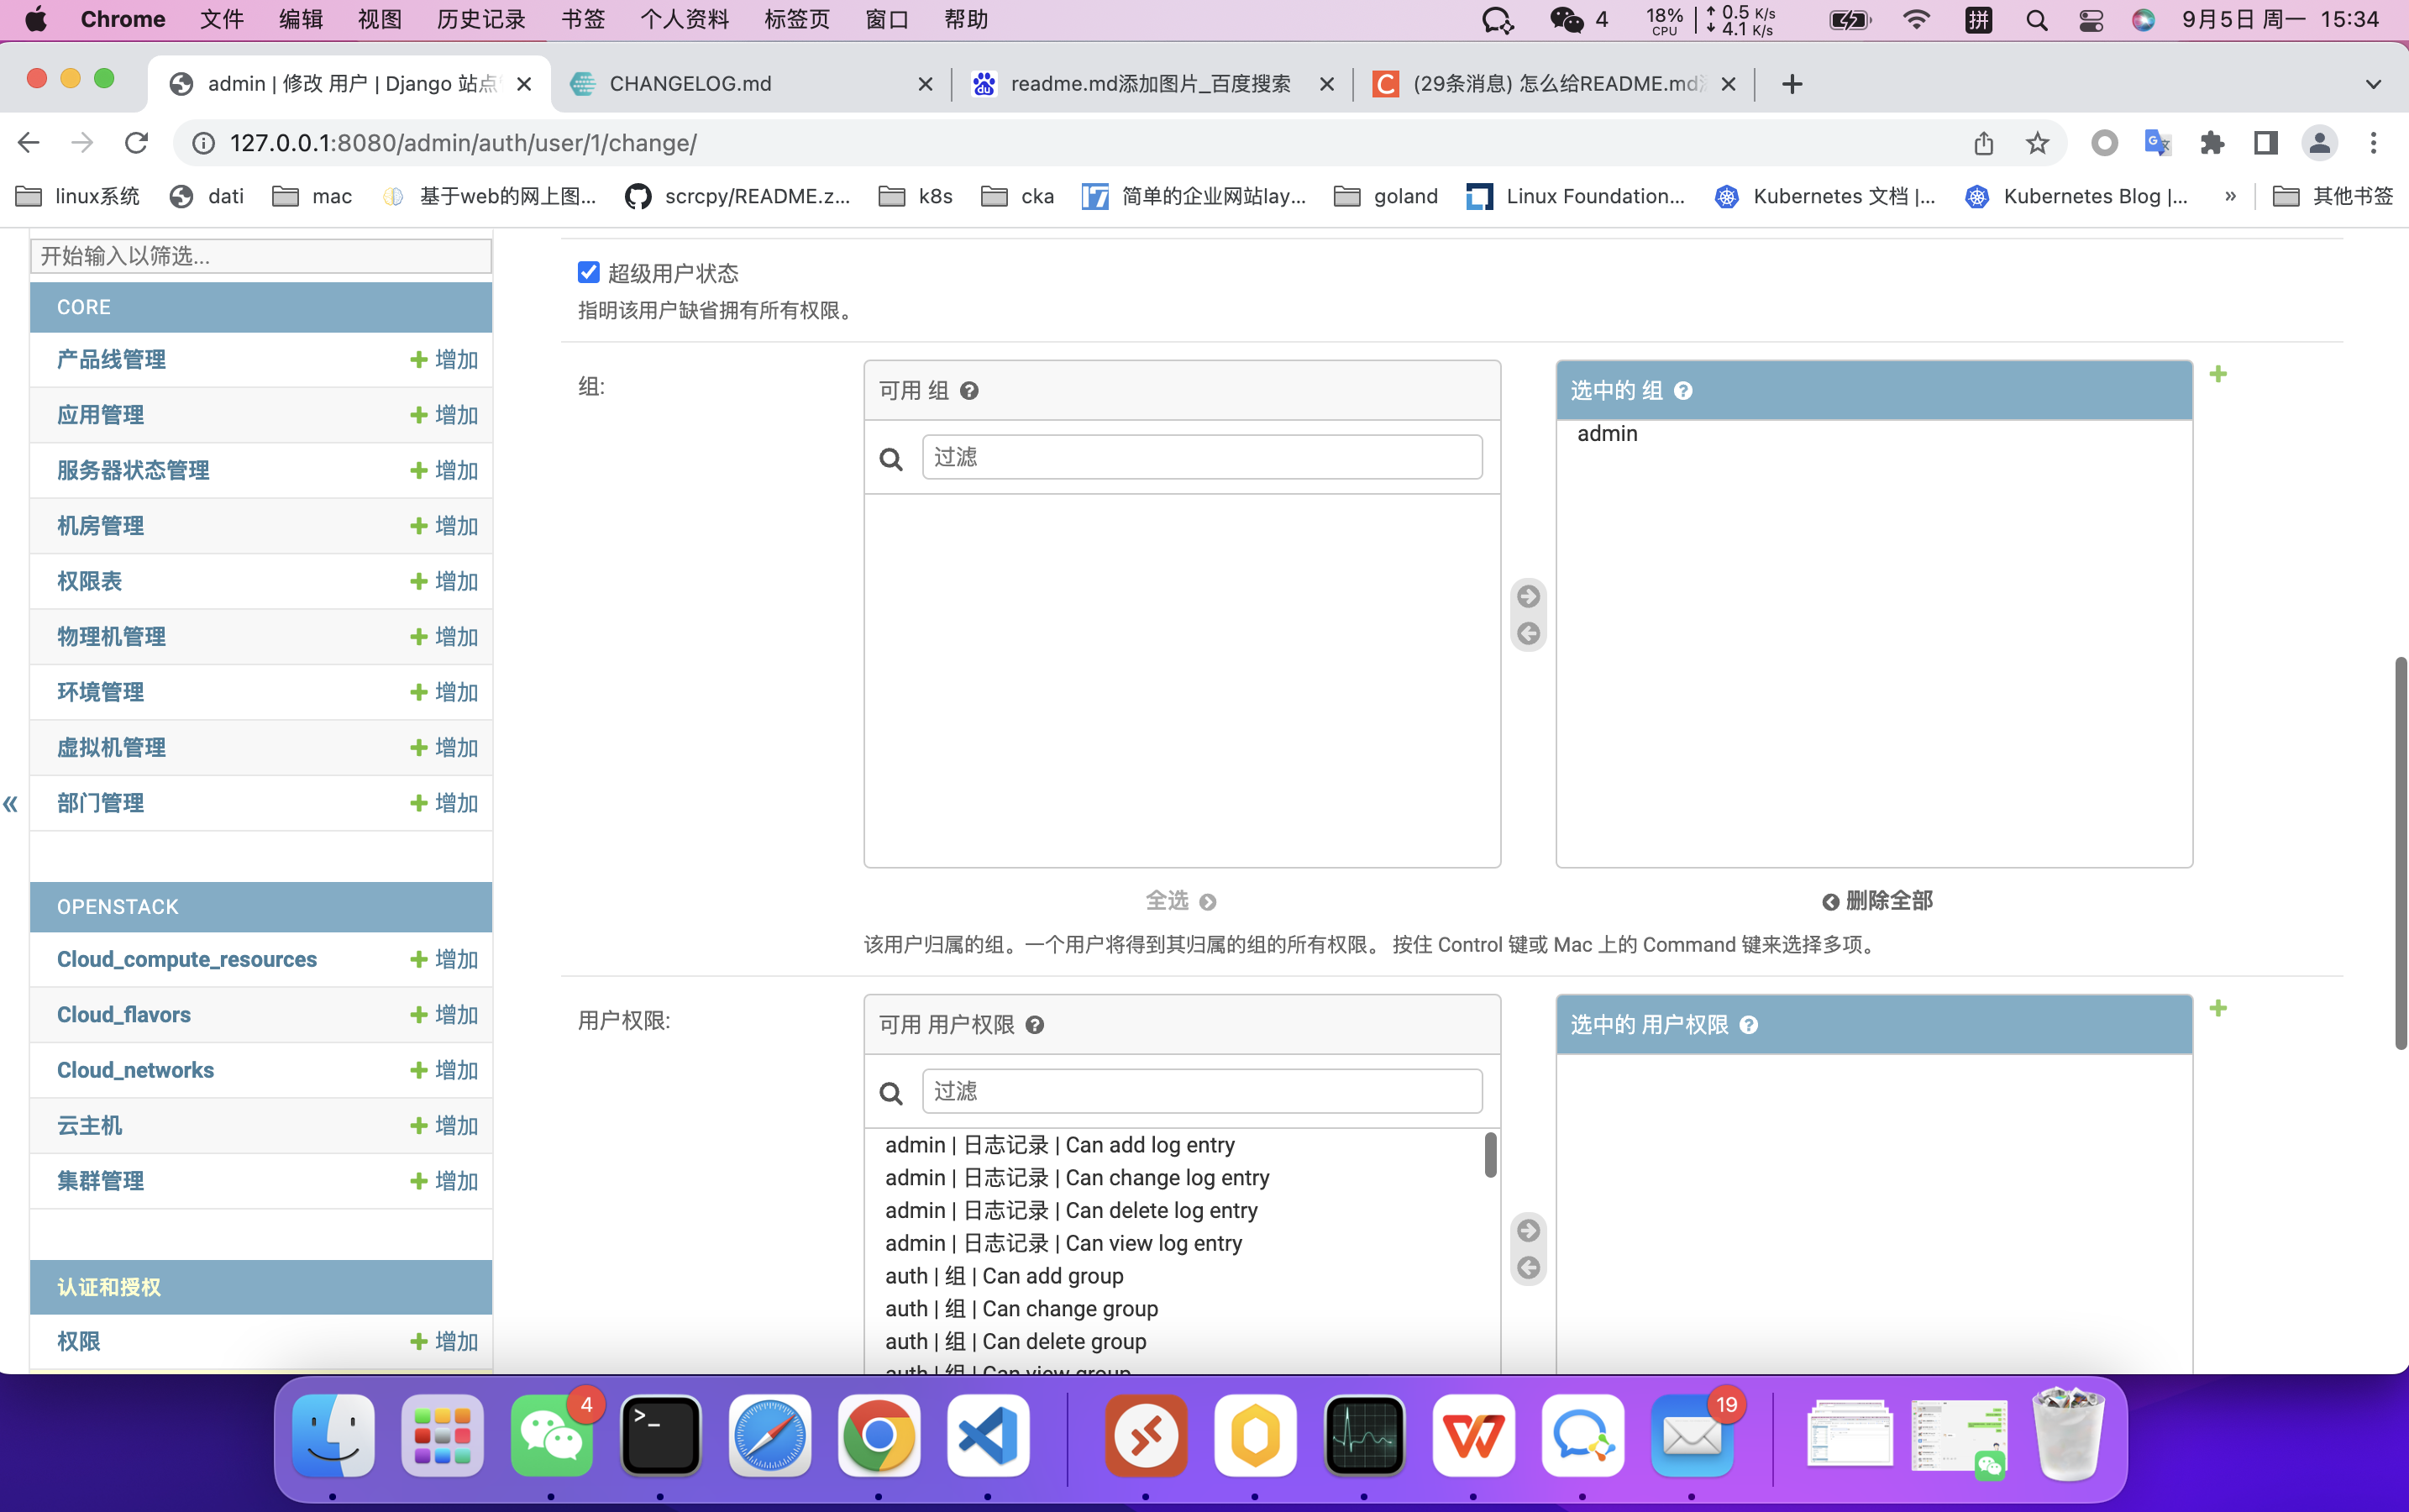 Chrome 文件 编辑 视图 历史记录 书签 个人资料 标签页 窗口 帮助 4 18% CPU 0.5 K/s 4.1 K/s 拼 9月5日 周一 15:34
admin | 修改 用户 | Django 站点 CHANGELOG.md readme.md添加图片_百度搜索 (29条消息) 怎么给README.md
127.0.0.1:8080/admin/auth/user/1/change/
linux系统 dati mac 基于web的网上图... scrcpy/README.z... k8s cka 简单的企业网站lay... goland Linux Foundation... Kubernetes 文档 |... Kubernetes Blog |... » 其他书签
开始输入以筛选...
CORE
产品线管理 增加
应用管理 增加
服务器状态管理 增加
机房管理 增加
权限表 增加
物理机管理 增加
环境管理 增加
虚拟机管理 增加
部门管理 增加
«
OPENSTACK
Cloud_compute_resources 增加
Cloud_flavors 增加
Cloud_networks 增加
云主机 增加
集群管理 增加
认证和授权
权限 增加
超级用户状态
指明该用户缺省拥有所有权限。
组:
可用 组
过滤
选中的 组
admin
全选
删除全部
该用户归属的组。一个用户将得到其归属的组的所有权限。 按住 Control 键或 Mac 上的 Command 键来选择多项。
用户权限:
可用 用户权限
过滤
admin | 日志记录 | Can add log entry
admin | 日志记录 | Can change log entry
admin | 日志记录 | Can delete log entry
admin | 日志记录 | Can view log entry
auth | 组 | Can add group
auth | 组 | Can change group
auth | 组 | Can delete group
auth | 组 | Can view group
选中的 用户权限
4
19